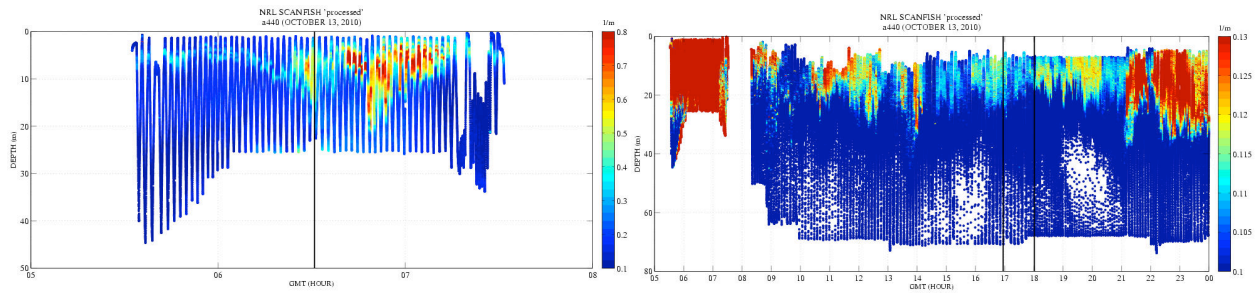 NRL SCANFISH 'processed'
a440 (OCTOBER 13, 2010)
1/m
DEPTH (m)
0
10
20
30
40
50
05
06
07
08
GMT (HOUR)
0.8
0.7
0.6
0.5
0.4
0.3
0.2
0.1
NRL SCANFISH 'processed'
a440 (OCTOBER 13, 2010)
1/m
DEPTH (m)
0
20
40
60
80
05 06 07 08 09 10 11 12 13 14 15 16 17 18 19 20 21 22 23 00
GMT (HOUR)
0.13
0.125
0.12
0.115
0.11
0.105
0.1